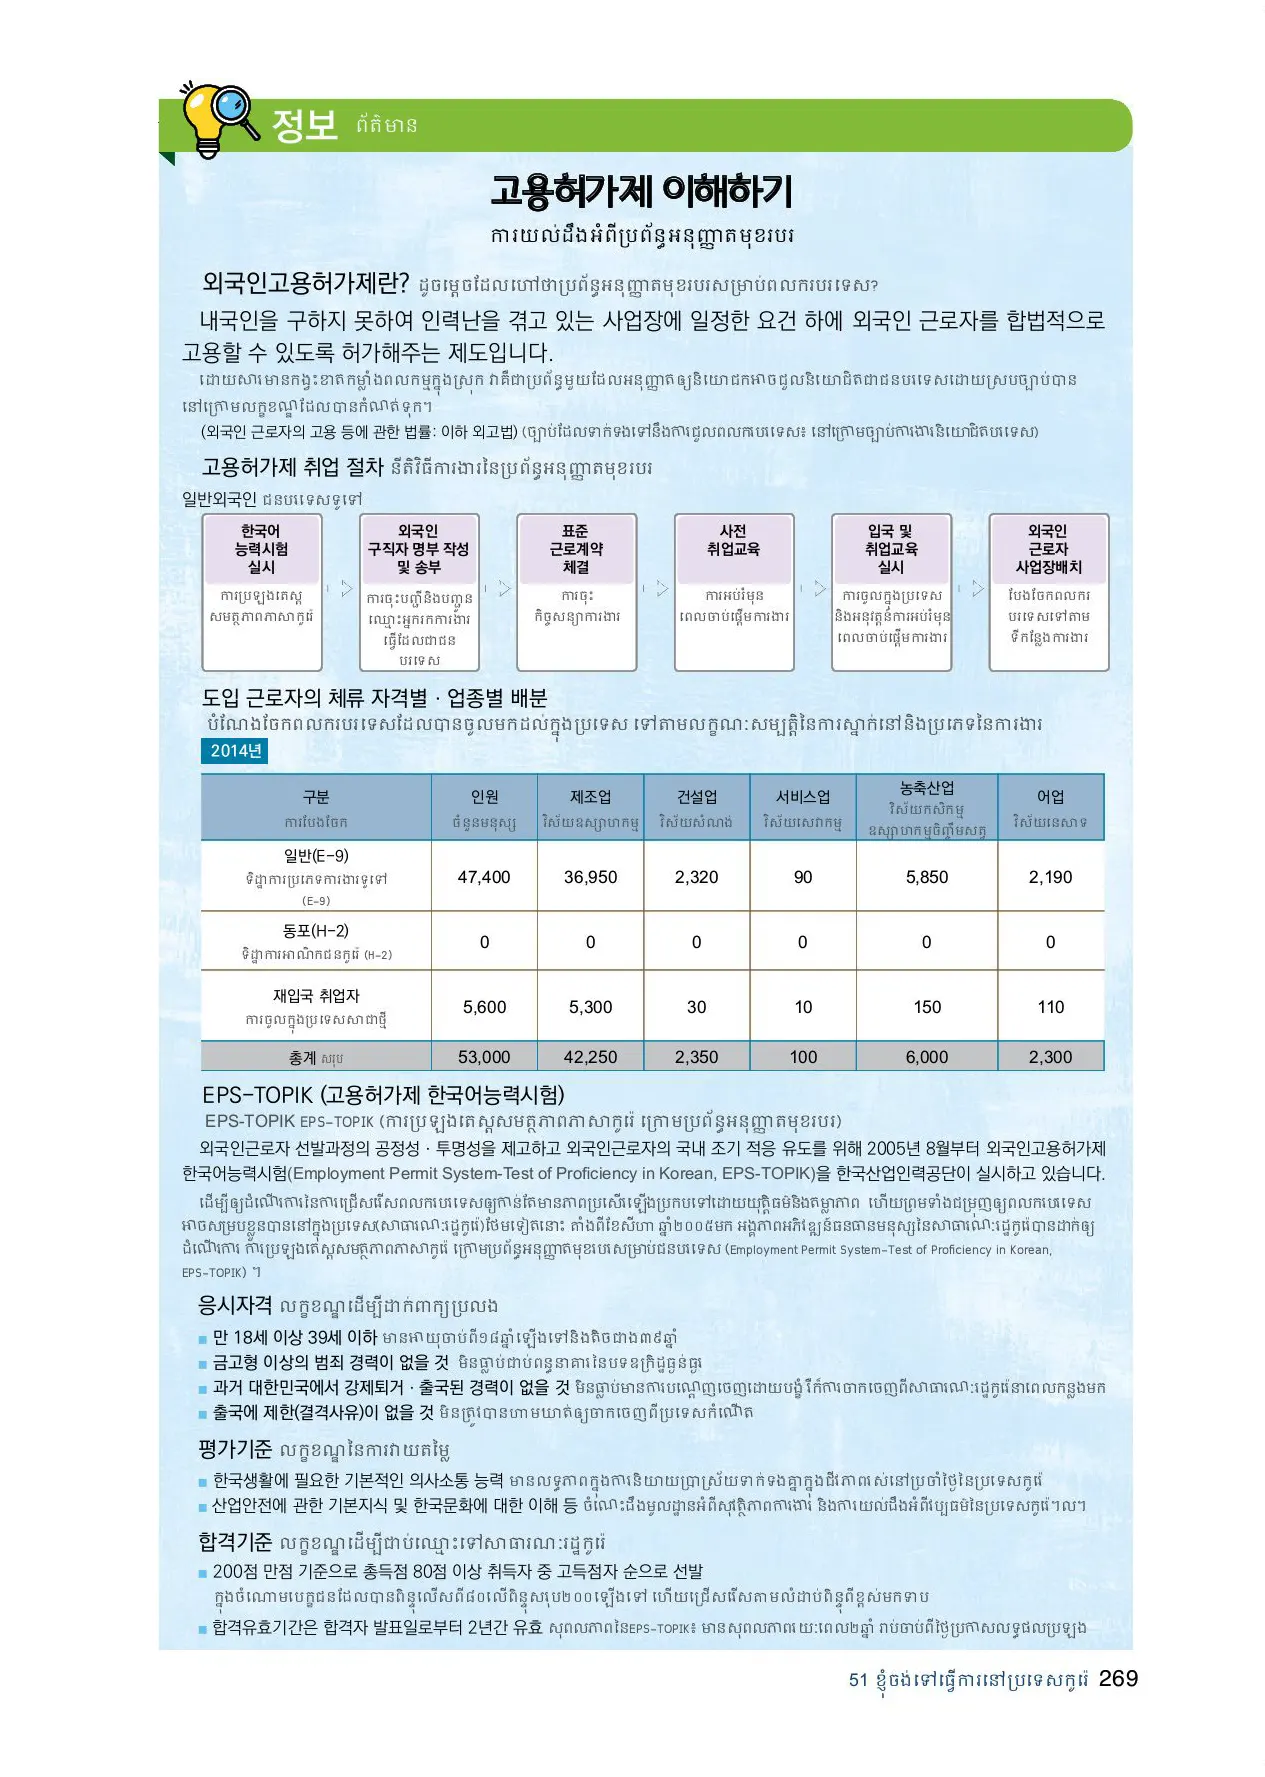 정보 ព័ត៌មាន
고용허가제 이해하기
ការយល់ដឹងអំពីប្រព័ន្ធអនុញ្ញាតមុខរបរ
외국인고용허가제란? ដូចម្ដេចដែលហៅថាប្រព័ន្ធអនុញ្ញាតមុខរបរសម្រាប់ពលករបរទេស?
내국인을 구하지 못하여 인력난을 겪고 있는 사업장에 일정한 요건 하에 외국인 근로자를 합법적으로
고용할 수 있도록 허가해주는 제도입니다.
ដោយសារមានកង្វះខាតកម្លាំងពលកម្មក្នុងស្រុក វាគឺជាប្រព័ន្ធមួយដែលអនុញ្ញាតឲ្យនិយោជកអាចជួលនិយោជិតជាជនបរទេសដោយស្របច្បាប់បាន
នៅក្រោមលក្ខខណ្ឌដែលបានកំណត់ទុក។
(외국인 근로자의 고용 등에 관한 법률: 이하 외고법) (ច្បាប់ដែលទាក់ទងទៅនឹងការជួលពលករបរទេស៖ នៅក្រោមច្បាប់ការងារនិយោជិតបរទេស)
고용허가제 취업 절차 នីតិវិធីការងារនៃប្រព័ន្ធអនុញ្ញាតមុខរបរ
일반외국인 ជនបរទេសទូទៅ
한국어
능력시험
실시
ការប្រឡងតេស្ត
សមត្ថភាពភាសាកូរ៉េ
외국인
구직자 명부 작성
및 송부
ការចុះបញ្ជីនិងបញ្ជូន
ឈ្មោះអ្នករកការងារ
ធ្វើដែលជាជន
បរទេស
표준
근로계약
체결
ការចុះ
កិច្ចសន្យាការងារ
사전
취업교육
ការអប់រំមុន
ពេលចាប់ផ្ដើមការងារ
입국 및
취업교육
실시
ការចូលក្នុងប្រទេស
និងអនុវត្តន៍ការអប់រំមុន
ពេលចាប់ផ្ដើមការងារ
외국인
근로자
사업장배치
បែងចែកពលករ
បរទេសទៅតាម
ទីកន្លែងការងារ
도입 근로자의 체류 자격별 · 업종별 배분
បំណែងចែកពលករបរទេសដែលបានចូលមកដល់ក្នុងប្រទេស ទៅតាមលក្ខណៈសម្បត្តិនៃការស្នាក់នៅនិងប្រភេទនៃការងារ
2014년
구분 인원 제조업 건설업 서비스업 농축산업 어업
ការបែងចែក ចំនួនមនុស្ស វិស័យឧស្សាហកម្ម វិស័យសំណង់ វិស័យសេវាកម្ម វិស័យកសិកម្ម ឧស្សាហកម្មចិញ្ចឹមសត្វ វិស័យនេសាទ
일반(E-9)
ទិដ្ឋាការប្រភេទការងារទូទៅ
(E-9)
47,400 36,950 2,320 90 5,850 2,190
동포(H-2)
ទិដ្ឋាការអាណិកជនកូរ៉េ (H-2)
0 0 0 0 0 0
재입국 취업자
ការចូលក្នុងប្រទេសសាជាថ្មី
5,600 5,300 30 10 150 110
총계 សរុប 53,000 42,250 2,350 100 6,000 2,300
EPS-TOPIK (고용허가제 한국어능력시험)
EPS-TOPIK EPS-TOPIK (ការប្រឡងតេស្តសមត្ថភាពភាសាកូរ៉េ ក្រោមប្រព័ន្ធអនុញ្ញាតមុខរបរ)
외국인근로자 선발과정의 공정성 · 투명성을 제고하고 외국인근로자의 국내 조기 적응 유도를 위해 2005년 8월부터 외국인고용허가제
한국어능력시험(Employment Permit System-Test of Proficiency in Korean, EPS-TOPIK)을 한국산업인력공단이 실시하고 있습니다.
ដើម្បីឲ្យដំណើរការនៃការជ្រើសរើសពលករបរទេសឲ្យកាន់តែមានភាពប្រសើរឡើងប្រកបទៅដោយយុត្តិធម៌និងតម្លាភាព ហើយព្រមទាំងជម្រុញឲ្យពលករបរទេស
អាចសម្របខ្លួនបាននៅក្នុងប្រទេស(សាធារណៈរដ្ឋកូរ៉េ)ថែមទៀតនោះ តាំងពីខែសីហា ឆ្នាំ២០០៥មក អង្គភាពអភិវឌ្ឍន៍ធនធានមនុស្សនៃសាធារណៈរដ្ឋកូរ៉េបានដាក់ឲ្យ
ដំណើរការ ការប្រឡងតេស្តសមត្ថភាពភាសាកូរ៉េ ក្រោមប្រព័ន្ធអនុញ្ញាតមុខរបរសម្រាប់ជនបរទេស (Employment Permit System-Test of Proficiency in Korean,
EPS-TOPIK) ។
응시자격 លក្ខខណ្ឌដើម្បីដាក់ពាក្យប្រលង
■ 만 18세 이상 39세 이하 មានអាយុចាប់ពី១៨ឆ្នាំឡើងទៅនិងតិចជាង៣៩ឆ្នាំ
■ 금고형 이상의 범죄 경력이 없을 것 មិនធ្លាប់ជាប់ពន្ធនាគារនៃបទឧក្រិដ្ឋធ្ងន់ធ្ងរ
■ 과거 대한민국에서 강제퇴거 · 출국된 경력이 없을 것 មិនធ្លាប់មានការបណ្ដេញចេញដោយបង្ខំ រឺក៏ការចាកចេញពីសាធារណៈរដ្ឋកូរ៉េនាពេលកន្លងមក
■ 출국에 제한(결격사유)이 없을 것 មិនត្រូវបានហាមឃាត់ឲ្យចាកចេញពីប្រទេសកំណើត
평가기준 លក្ខខណ្ឌនៃការវាយតម្លៃ
■ 한국생활에 필요한 기본적인 의사소통 능력 មានលទ្ធភាពក្នុងការនិយាយប្រាស្រ័យទាក់ទងគ្នាក្នុងជីវភាពរស់នៅប្រចាំថ្ងៃនៃប្រទេសកូរ៉េ
■ 산업안전에 관한 기본지식 및 한국문화에 대한 이해 등 ចំណេះដឹងមូលដ្ឋានអំពីសុវត្ថិភាពការងារ និងការយល់ដឹងអំពីវប្បធម៌នៃប្រទេសកូរ៉េ។ល។
합격기준 លក្ខខណ្ឌដើម្បីជាប់ឈ្មោះទៅសាធារណៈរដ្ឋកូរ៉េ
■ 200점 만점 기준으로 총득점 80점 이상 취득자 중 고득점자 순으로 선발
ក្នុងចំណោមបេក្ខជនដែលបានពិន្ទុលើសពី៨០លើពិន្ទុសរុប២០០ឡើងទៅ ហើយជ្រើសរើសតាមលំដាប់ពិន្ទុពីខ្ពស់មកទាប
■ 합격유효기간은 합격자 발표일로부터 2년간 유효 សុពលភាពនៃEPS-TOPIK៖ មានសុពលភាពរយៈពេល២ឆ្នាំ រាប់ចាប់ពីថ្ងៃប្រកាសលទ្ធផលប្រឡង
51 ខ្ញុំចង់ទៅធ្វើការនៅប្រទេសកូរ៉េ 269